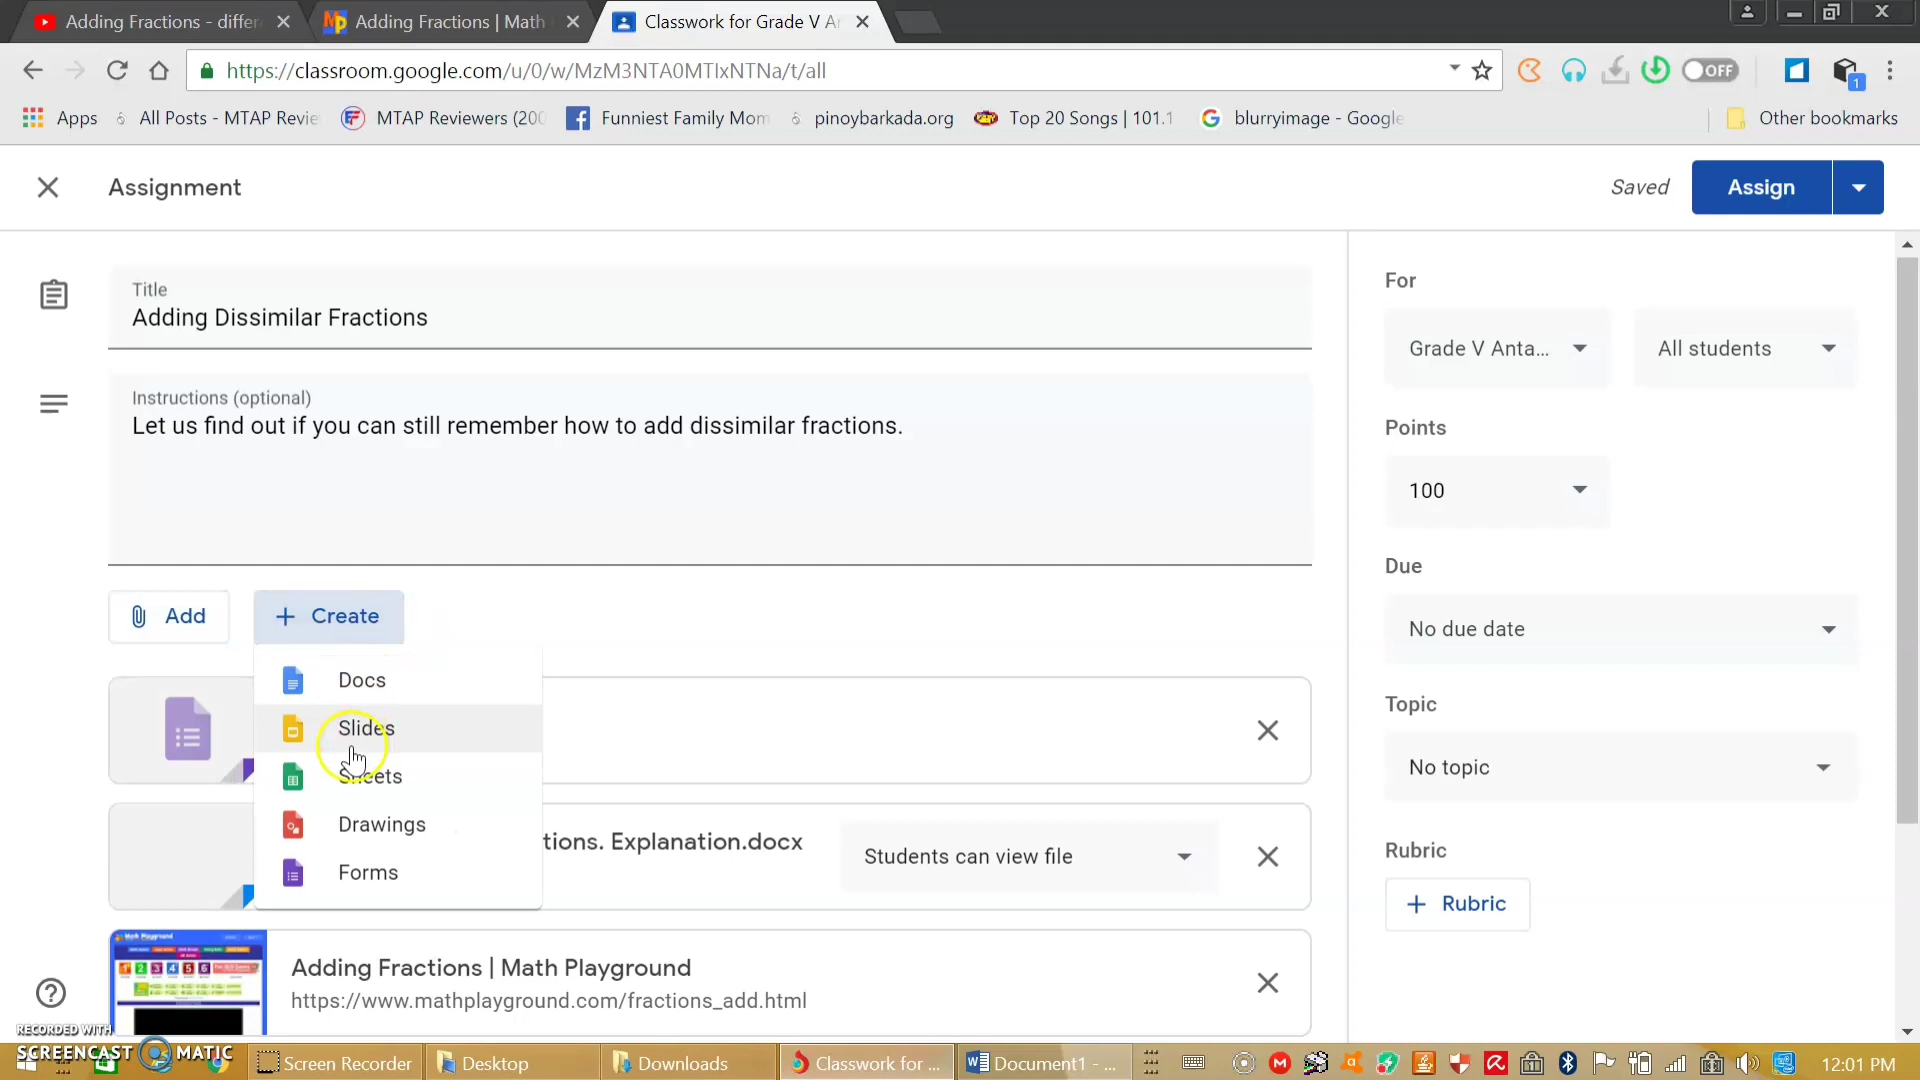 Adding Fractions - differ
Adding Fractions | Math
Classwork for Grade V A
https://classroom.google.com/u/0/w/MzM3NTA0MTIxNTNa/t/all
OFF
1
Apps
All Posts - MTAP Revie
MTAP Reviewers (200
Funniest Family Mom
pinoybarkada.org
Top 20 Songs | 101.1
blurryimage - Google
Other bookmarks
Assignment
Saved
Assign
Title
Adding Dissimilar Fractions
Instructions (optional)
Let us find out if you can still remember how to add dissimilar fractions.
Add
Create
Docs
Slides
Sheets
Drawings
Forms
tions. Explanation.docx
Students can view file
Adding Fractions | Math Playground
https://www.mathplayground.com/fractions_add.html
For
Grade V Anta...
All students
Points
100
Due
No due date
Topic
No topic
Rubric
Rubric
RECORDED WITH
SCREENCAST MATIC
Screen Recorder
Desktop
Downloads
Classwork for ...
Document1 - ...
12:01 PM